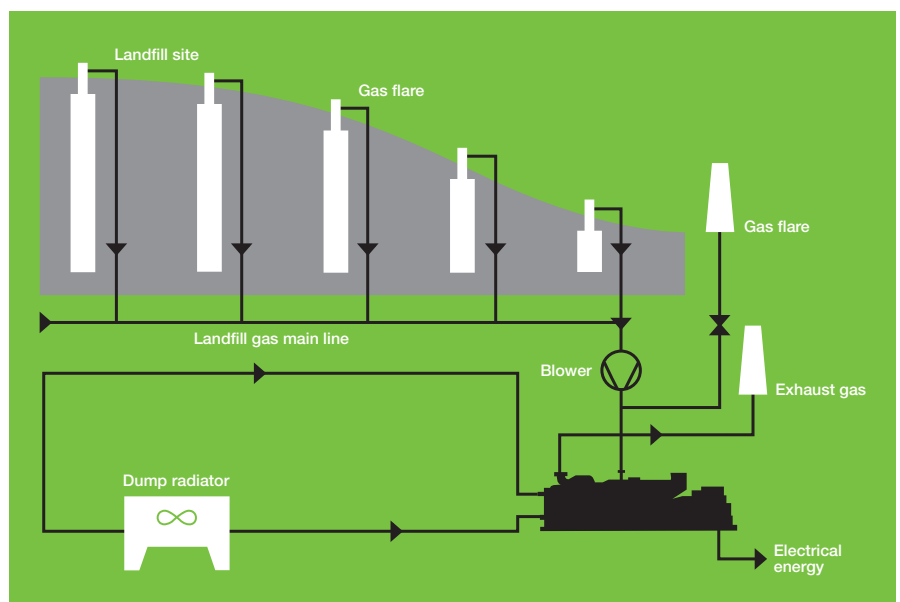 Landfill site
Gas flare
Gas flare
Landfill gas main line
Blower
Exhaust gas
Dump radiator
Electrical
energy